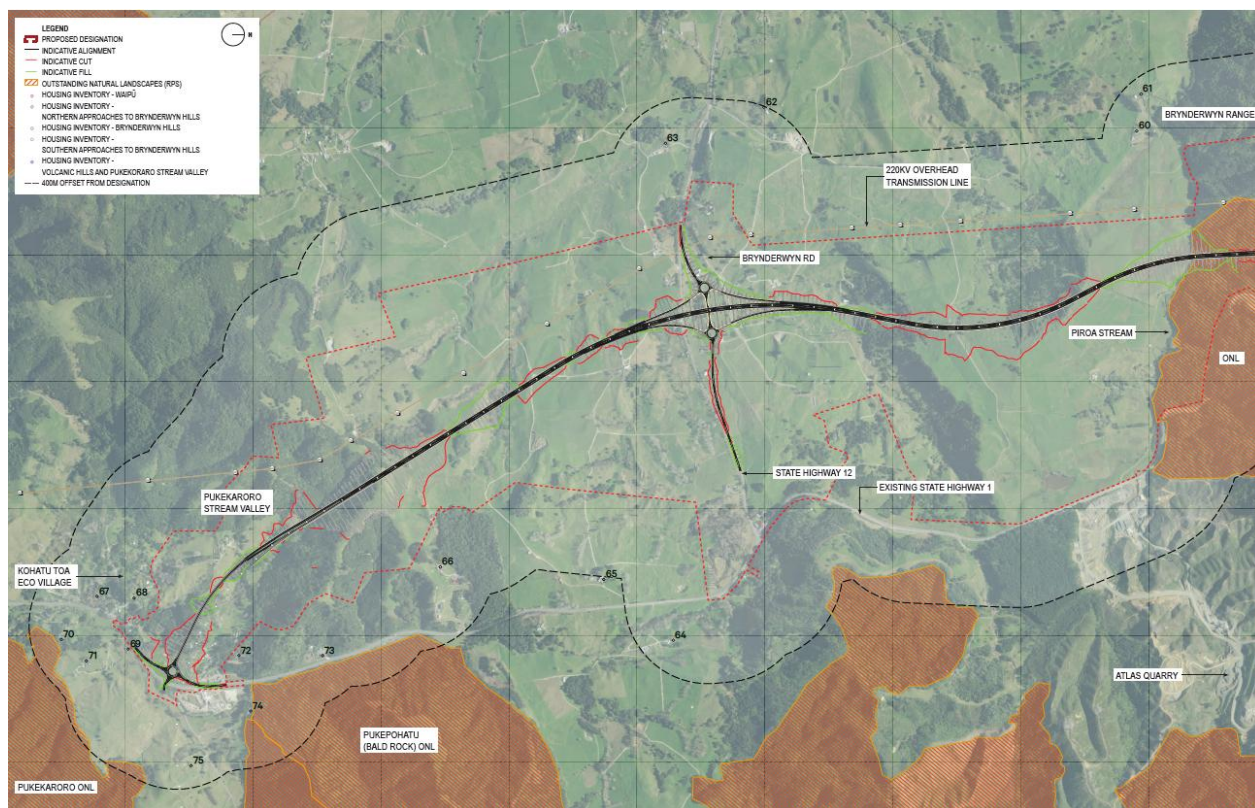 LEGEND
PROPOSED DESIGNATION
INDICATIVE ALIGNMENT
INDICATIVE CUT
INDICATIVE FILL
OUTSTANDING NATURAL LANDSCAPES (RPS)
HOUSING INVENTORY - WAIPŪ
HOUSING INVENTORY -
NORTHERN APPROACHES TO BRYNDERWYN HILLS
HOUSING INVENTORY - BRYNDERWYN HILLS
HOUSING INVENTORY -
SOUTHERN APPROACHES TO BRYNDERWYN HILLS
HOUSING INVENTORY -
VOLCANIC HILLS AND PUKEKORARO STREAM VALLEY
400M OFFSET FROM DESIGNATION
N
61
62
BRYNDERWYN RANGE
60
63
220KV OVERHEAD
TRANSMISSION LINE
BRYNDERWYN RD
PIROA STREAM
ONL
STATE HIGHWAY 12
EXISTING STATE HIGHWAY 1
PUKEKARORO
STREAM VALLEY
66
KOHATU TOA
ECO VILLAGE
65
67
68
70
64
69
71
72
73
ATLAS QUARRY
74
PUKEPOHATU
(BALD ROCK) ONL
75
PUKEKARORO ONL